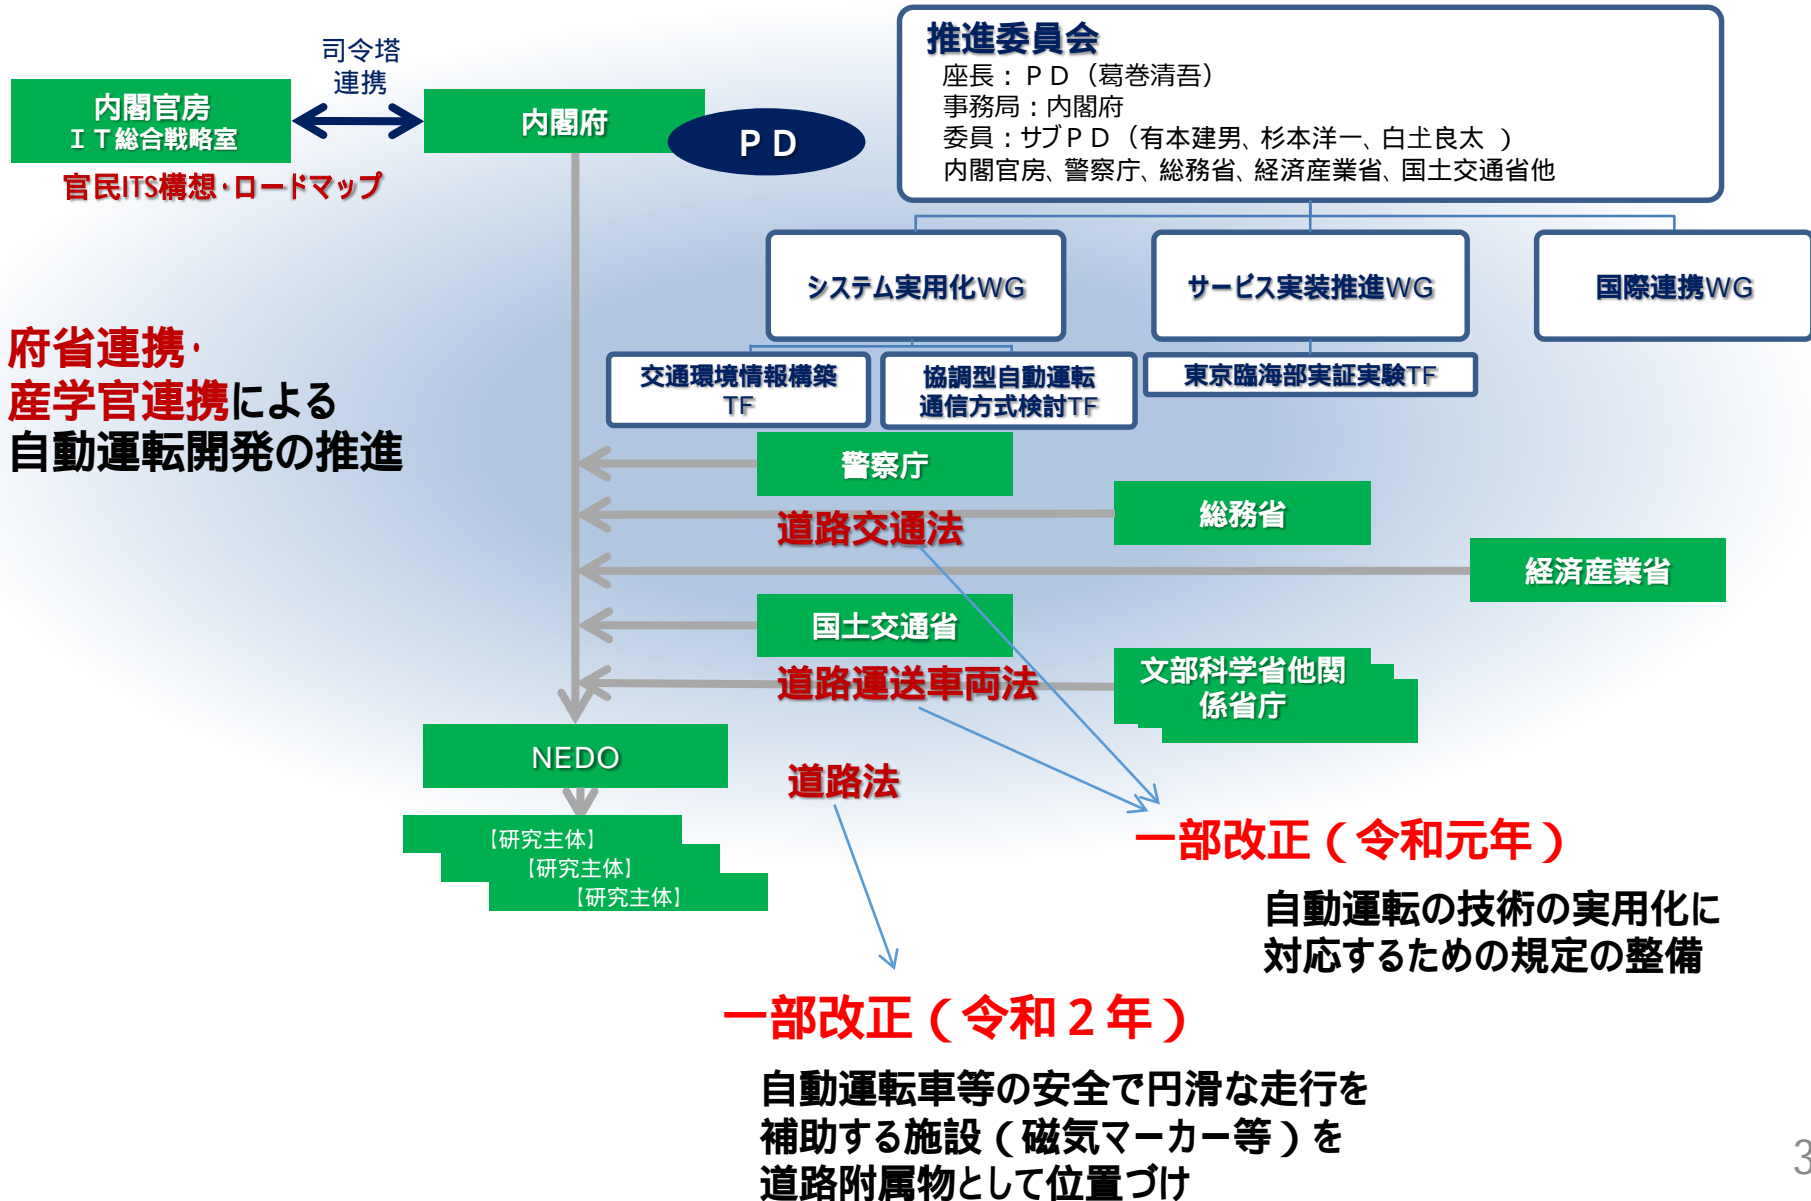 司令塔
連携
内閣官房
ＩＴ総合戦略室
官民ITS構想・ロードマップ
内閣府
ＰＤ
推進委員会
座長：ＰＤ（葛巻清吾）
事務局：内閣府
委員：サブＰＤ（有本建男、杉本洋一、白𡈽良太 ）
内閣官房、警察庁、総務省、経済産業省、国土交通省他
システム実用化WG
サービス実装推進WG
国際連携WG
交通環境情報構築
TF
協調型自動運転
通信方式検討TF
東京臨海部実証実験TF
府省連携・
産学官連携による
自動運転開発の推進
警察庁
道路交通法
総務省
経済産業省
国土交通省
道路運送車両法
文部科学省他関
係省庁
NEDO
道路法
【研究主体】
【研究主体】
【研究主体】
一部改正（令和元年）
自動運転の技術の実用化に
対応するための規定の整備
一部改正（令和２年）
自動運転車等の安全で円滑な走行を
補助する施設（磁気マーカー等）を
道路附属物として位置づけ
3